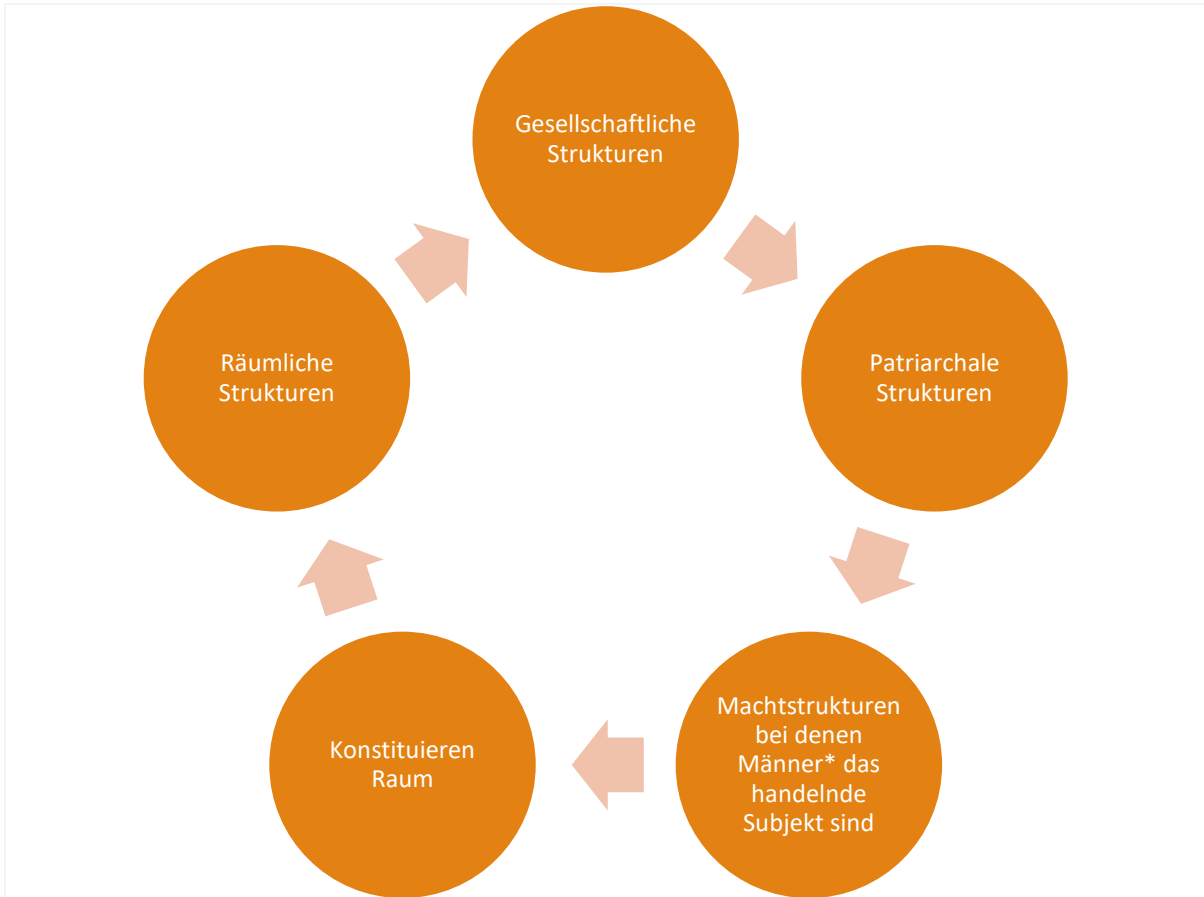 Gesellschaftliche
Strukturen
Patriarchale
Strukturen
Machtstrukturen
bei denen
Männer* das
handelnde
Subjekt sind
Konstituieren
Raum
Räumliche
Strukturen